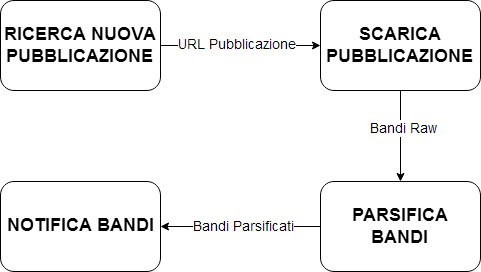 RICERCA NUOVA
PUBBLICAZIONE
URL Pubblicazione
SCARICA
PUBBLICAZIONE
Bandi Raw
PARSIFICA
BANDI
Bandi Parsificati
NOTIFICA BANDI